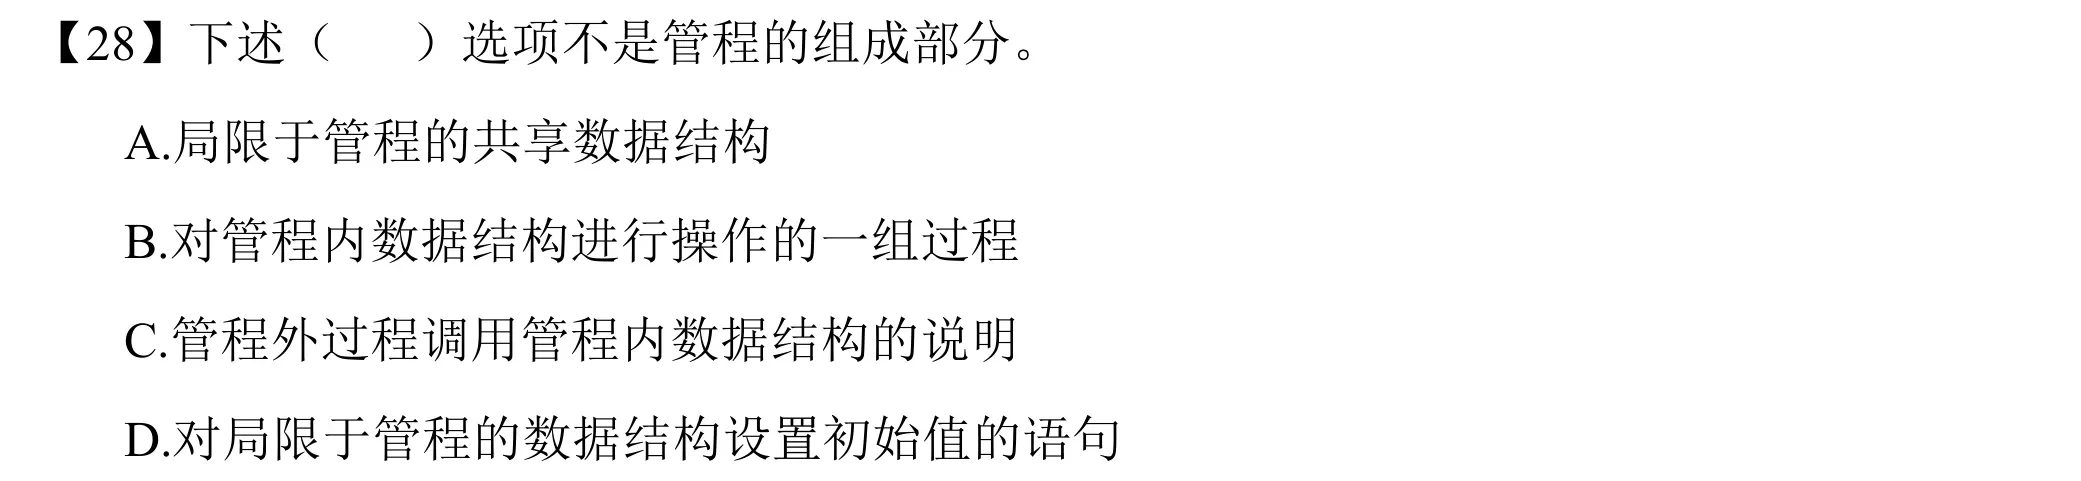 【28】下述（　　）选项不是管程的组成部分。
A.局限于管程的共享数据结构
B.对管程内数据结构进行操作的一组过程
C.管程外过程调用管程内数据结构的说明
D.对局限于管程的数据结构设置初始值的语句